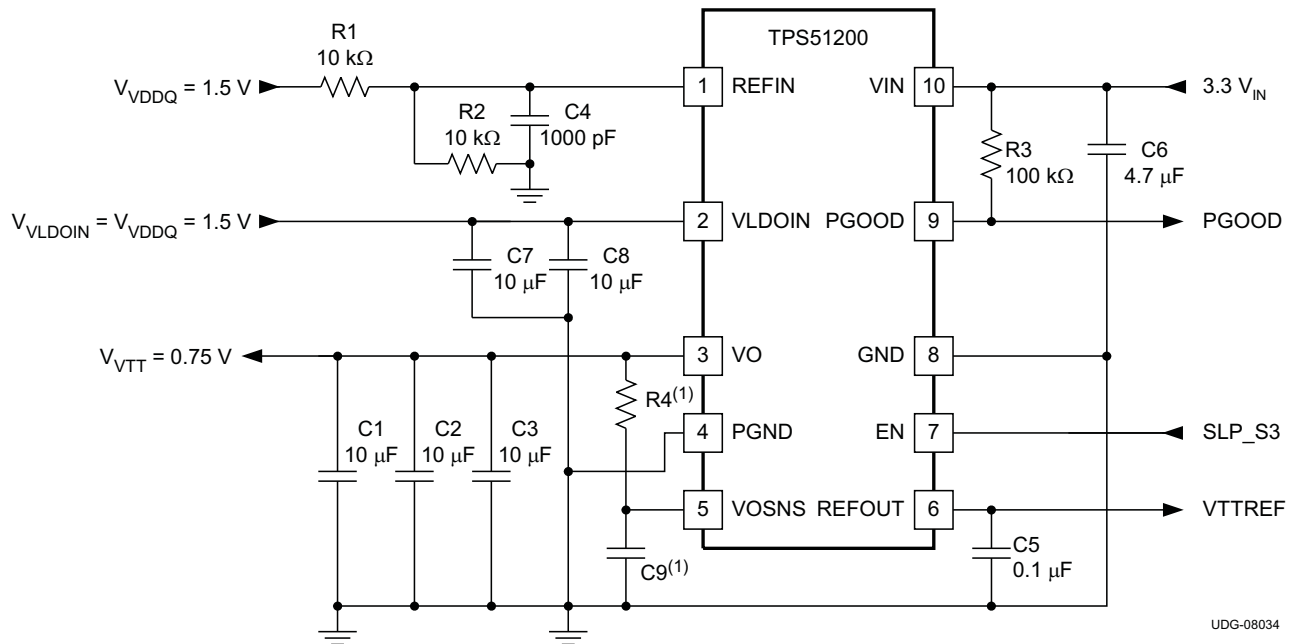 TPS51200
R1
10 kΩ
V_VDDQ = 1.5 V
1 REFIN
VIN 10
3.3 V_IN
R2
10 kΩ
C4
1000 pF
R3
100 kΩ
C6
4.7 µF
V_VLDOIN = V_VDDQ = 1.5 V
2 VLDOIN
PGOOD 9
PGOOD
C7
10 µF
C8
10 µF
V_VTT = 0.75 V
3 VO
GND 8
R4(1)
C1
10 µF
C2
10 µF
C3
10 µF
4 PGND
EN 7
SLP_S3
5 VOSNS
REFOUT 6
VTTREF
C9(1)
C5
0.1 µF
UDG-08034